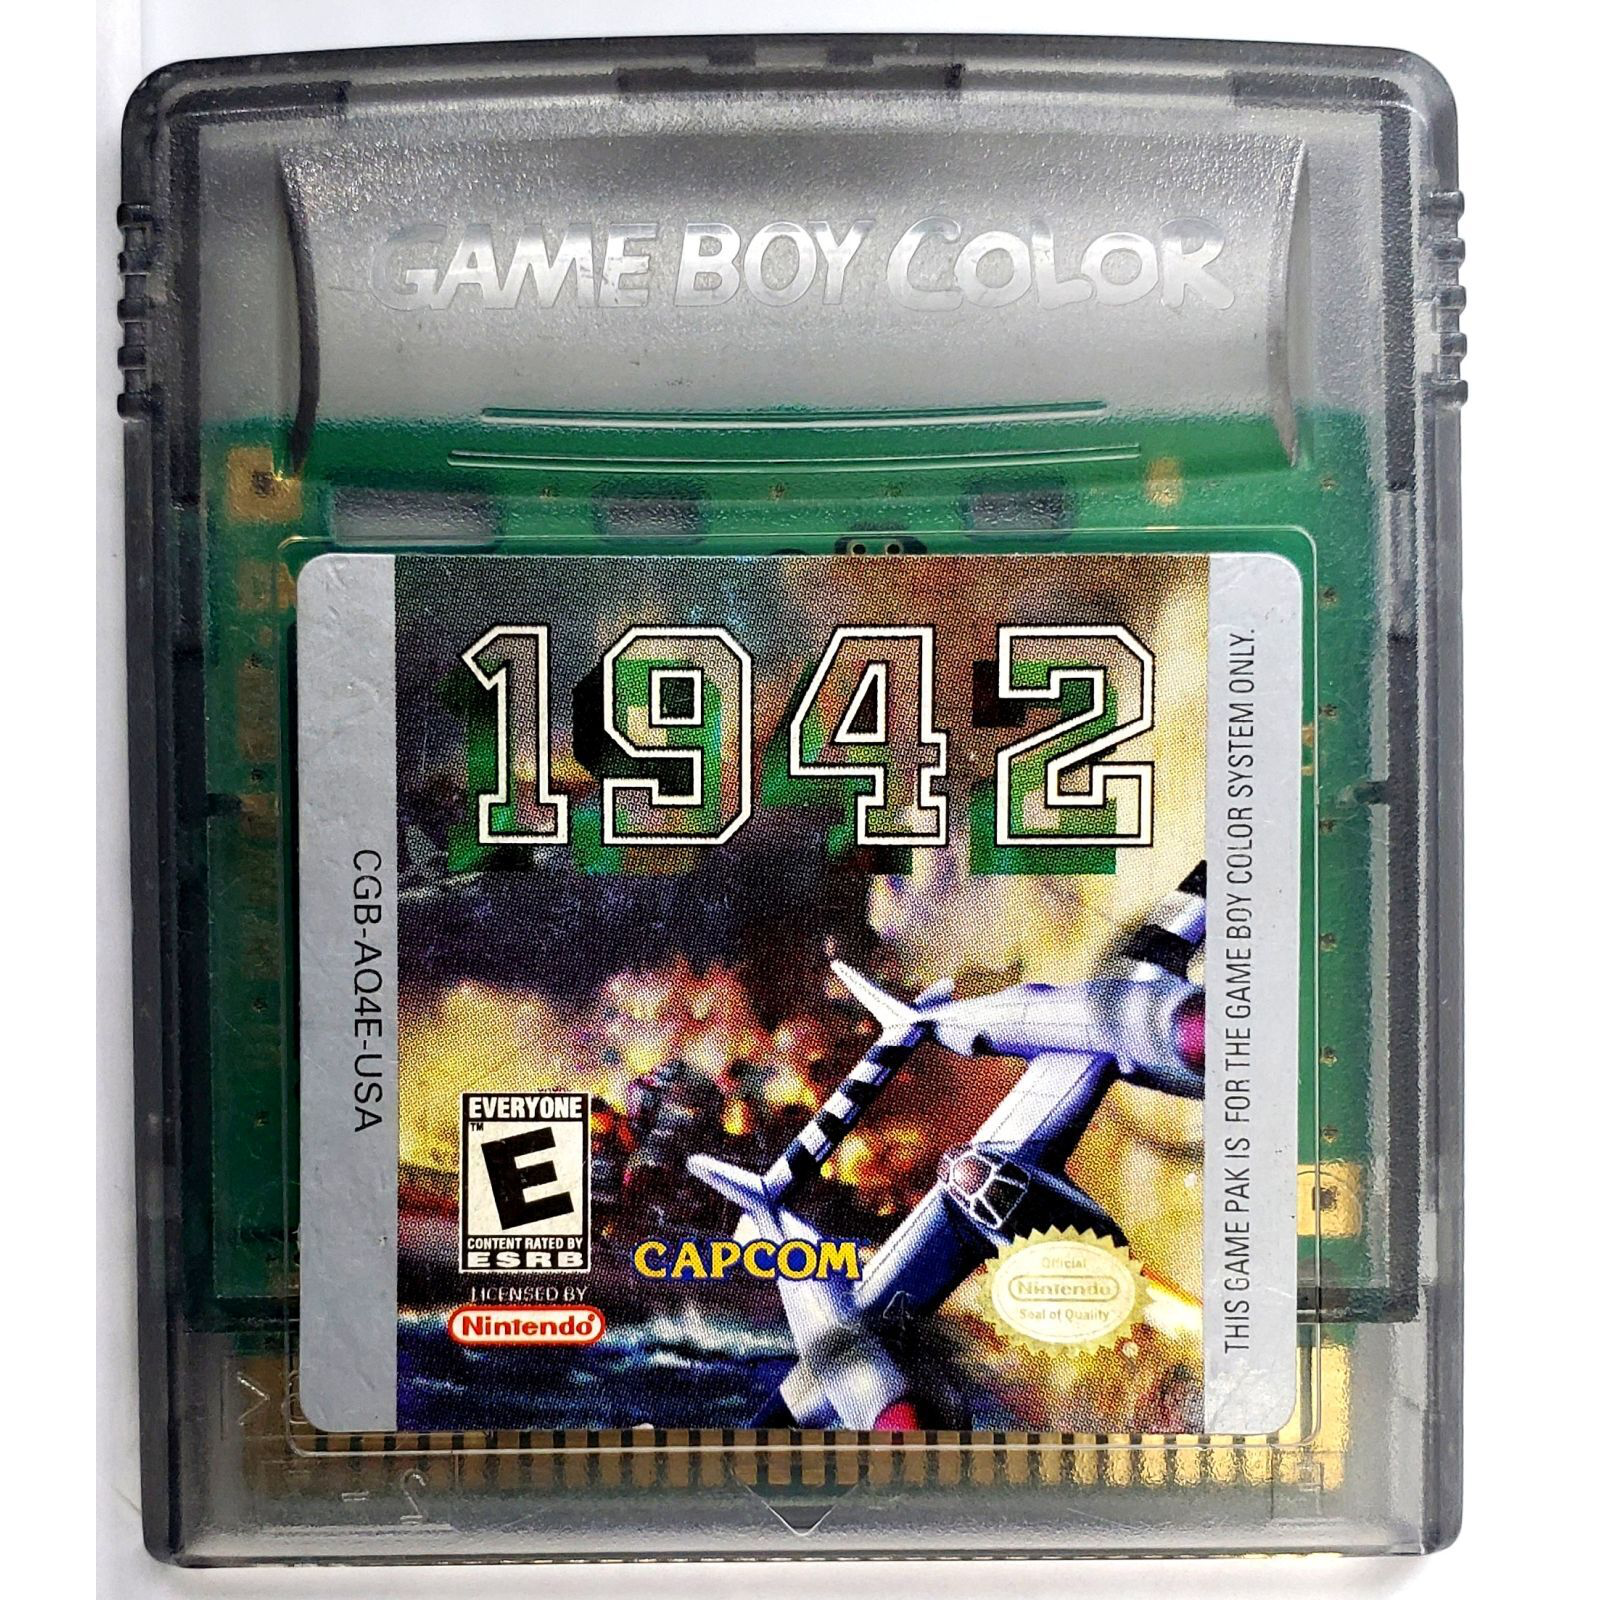 GAME BOY COLOR
1942
CGB-AQ4E-USA
EVERYONE
™
E
CONTENT RATED BY
ESRB
LICENSED BY
Nintendo®
CAPCOM
Official
Nintendo
Seal of Quality
THIS GAME PAK IS FOR THE GAME BOY COLOR SYSTEM ONLY.